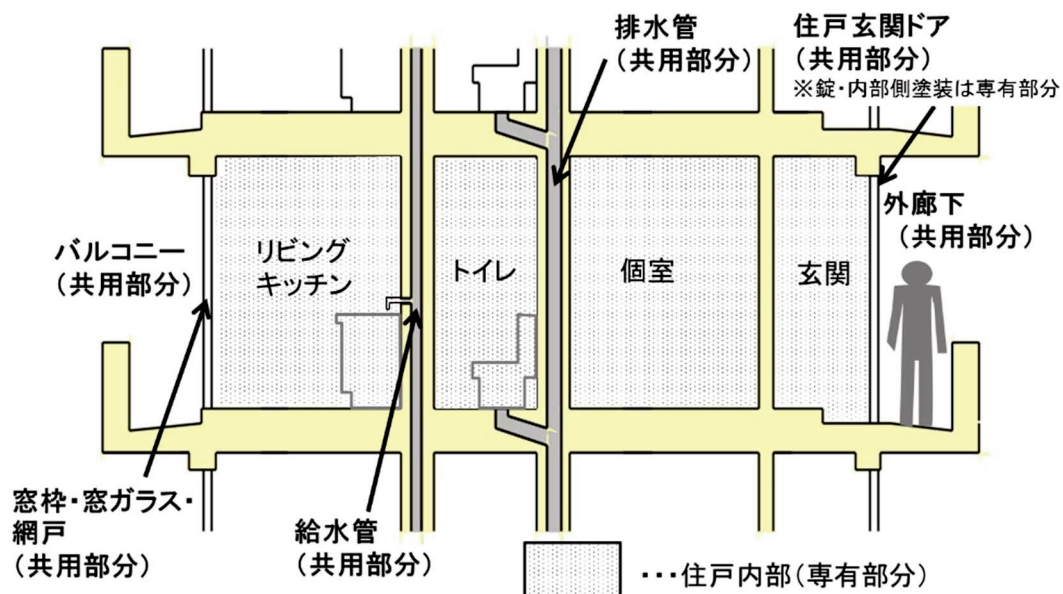 排水管
(共用部分)
住戸玄関ドア
(共用部分)
※錠・内部側塗装は専有部分
バルコニー
(共用部分)
リビング
キッチン
トイレ
個室
玄関
外廊下
(共用部分)
窓枠・窓ガラス・
網戸
(共用部分)
給水管
(共用部分)
・・・住戸内部(専有部分)